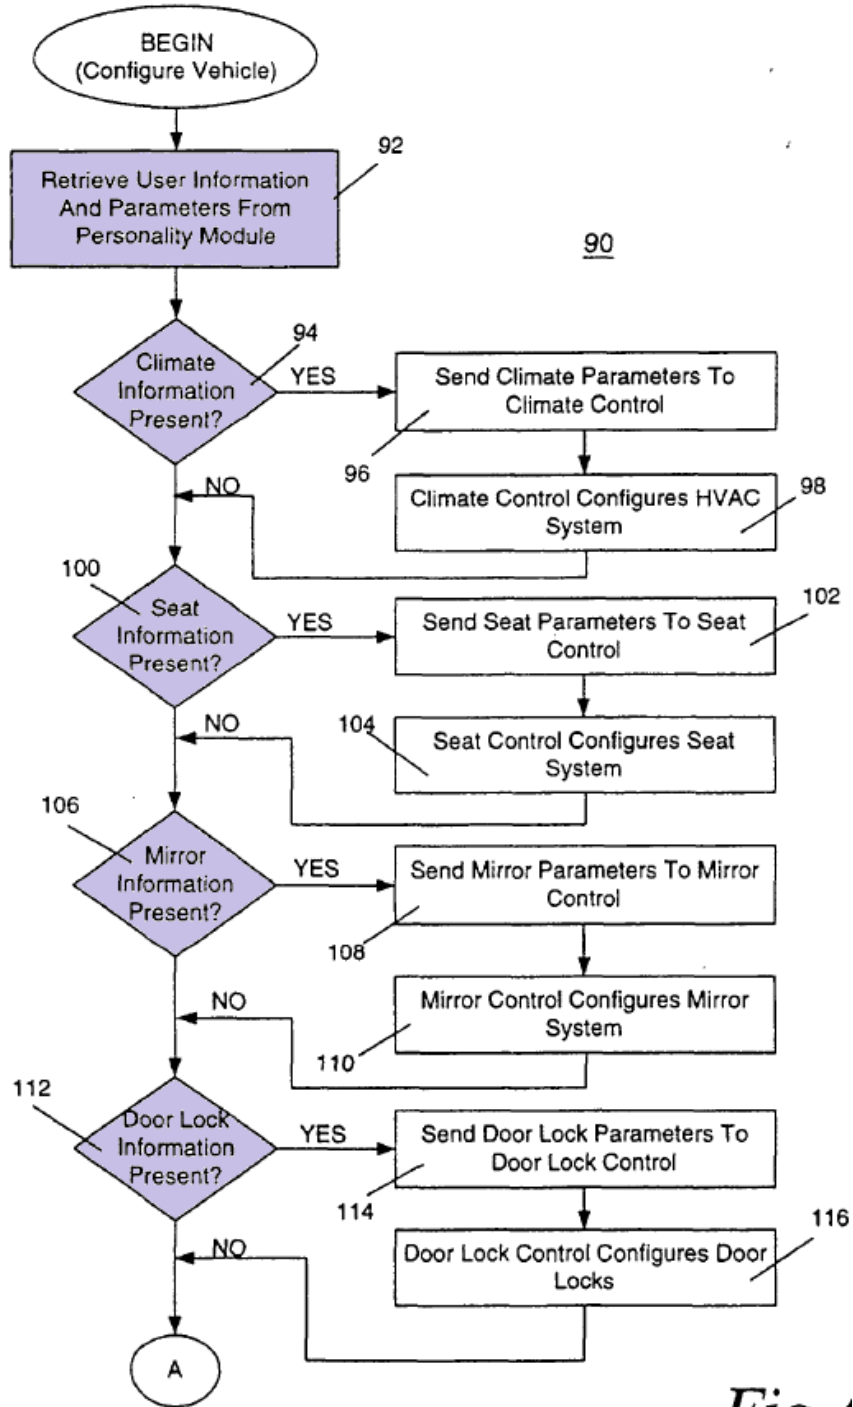 BEGIN
(Configure Vehicle)
92
Retrieve User Information
And Parameters From
Personality Module
90
94
Climate
Information
Present?
YES
Send Climate Parameters To
Climate Control
96
NO
Climate Control Configures HVAC
System
98
100
Seat
Information
Present?
YES
Send Seat Parameters To Seat
Control
102
NO
104
Seat Control Configures Seat
System
106
Mirror
Information
Present?
YES
Send Mirror Parameters To Mirror
Control
108
NO
Mirror Control Configures Mirror
System
110
112
Door Lock
Information
Present?
YES
Send Door Lock Parameters To
Door Lock Control
114
116
NO
Door Lock Control Configures Door
Locks
A